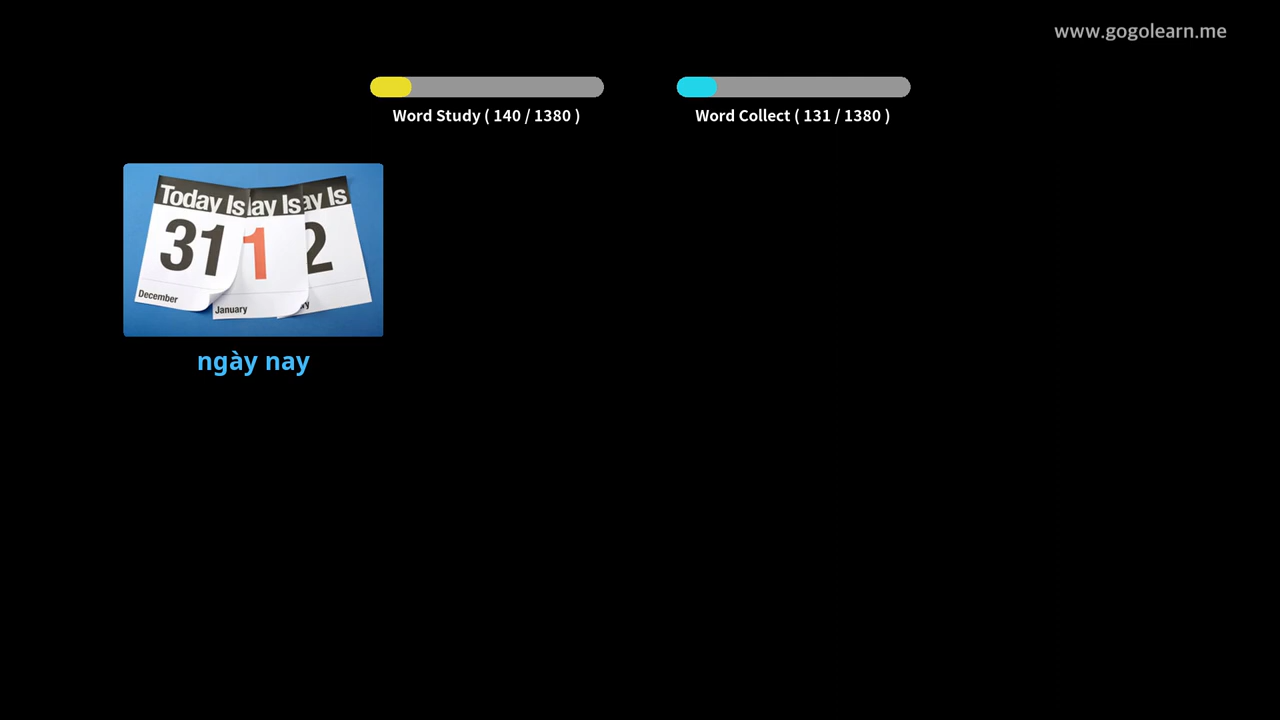 www.gogolearn.me
Word Study ( 140 / 1380 )
Word Collect ( 131 / 1380 )
Today Is
ay Is
ay Is
31
1
2
December
January
ngày nay